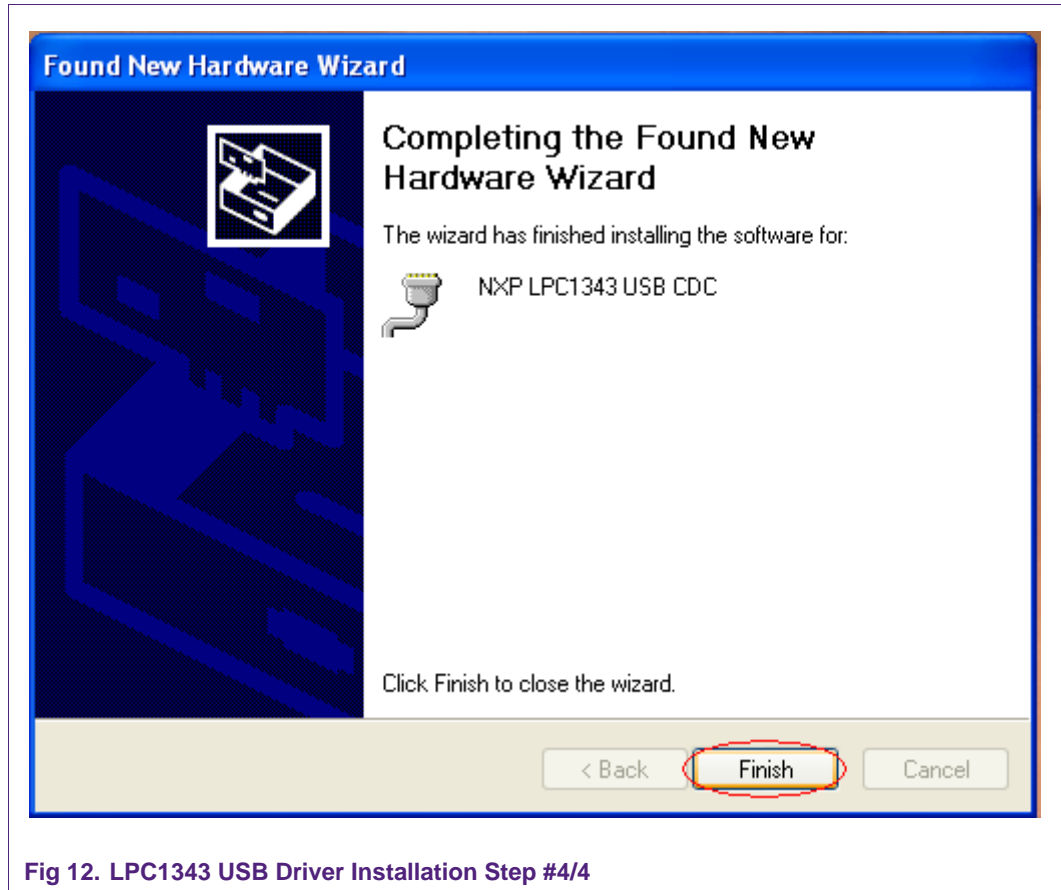 Found New Hardware Wizard
Completing the Found New
Hardware Wizard
The wizard has finished installing the software for:
NXP LPC1343 USB CDC
Click Finish to close the wizard.
< Back
Finish
Cancel
Fig 12. LPC1343 USB Driver Installation Step #4/4